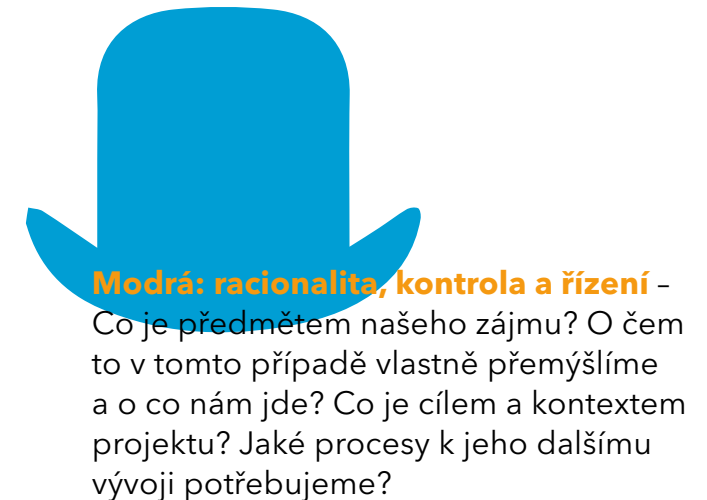 Modrá: racionalita, kontrola a řízení –
Co je předmětem našeho zájmu? O čem
to v tomto případě vlastně přemýšlíme
a o co nám jde? Co je cílem a kontextem
projektu? Jaké procesy k jeho dalšímu
vývoji potřebujeme?